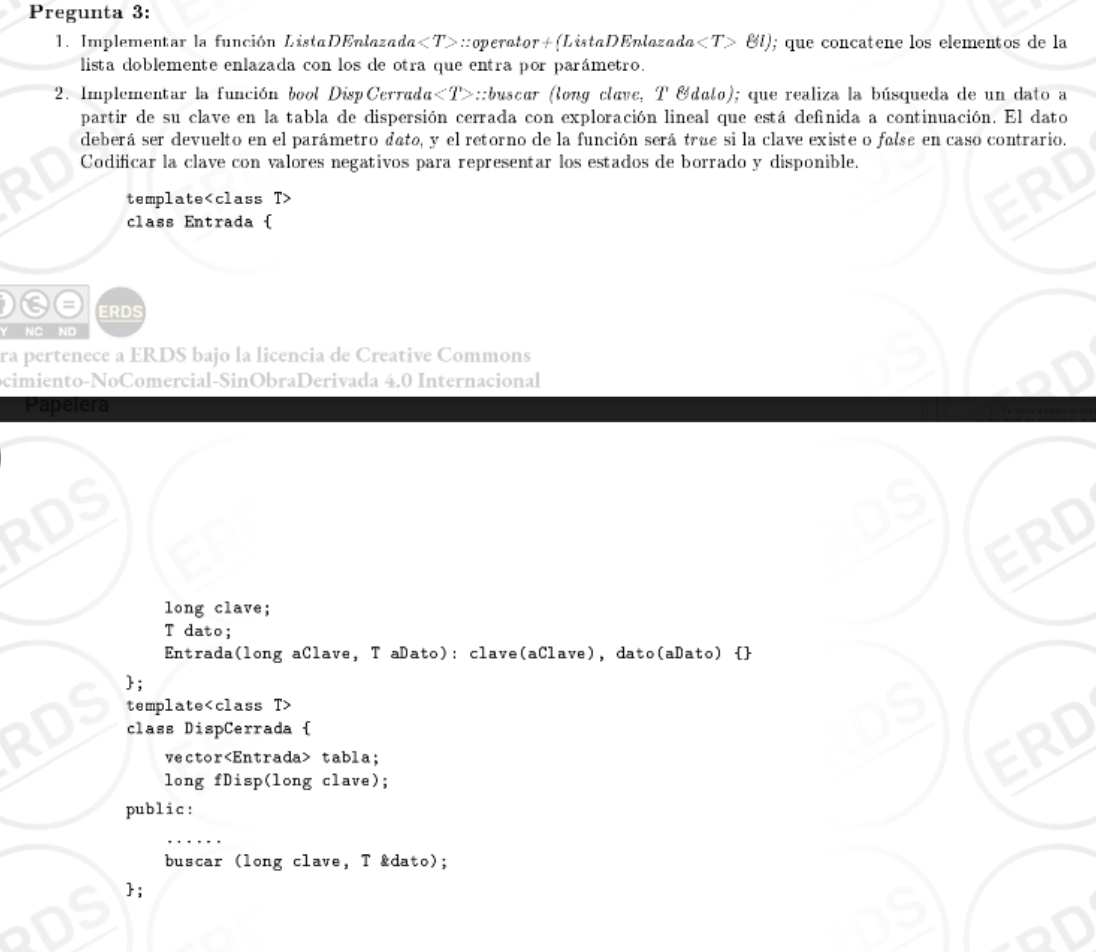 Pregunta 3:
1. Implementar la función ListaDEnlazada<T>::operator+(ListaDEnlazada<T> &l); que concatene los elementos de la
lista doblemente enlazada con los de otra que entra por parámetro.
2. Implementar la función bool DispCerrada<T>::buscar (long clave, T &dato); que realiza la búsqueda de un dato a
partir de su clave en la tabla de dispersión cerrada con exploración lineal que está definida a continuación. El dato
deberá ser devuelto en el parámetro dato, y el retorno de la función será true si la clave existe o false en caso contrario.
Codificar la clave con valores negativos para representar los estados de borrado y disponible.
template<class T>
class Entrada {
ERDS
NC ND
ra pertenece a ERDS bajo la licencia de Creative Commons
ocimiento-NoComercial-SinObraDerivada 4.0 Internacional
Papelera
long clave;
T dato;
Entrada(long aClave, T aDato): clave(aClave), dato(aDato) {}
};
template<class T>
class DispCerrada {
vector<Entrada> tabla;
long fDisp(long clave);
public:
......
buscar (long clave, T &dato);
};